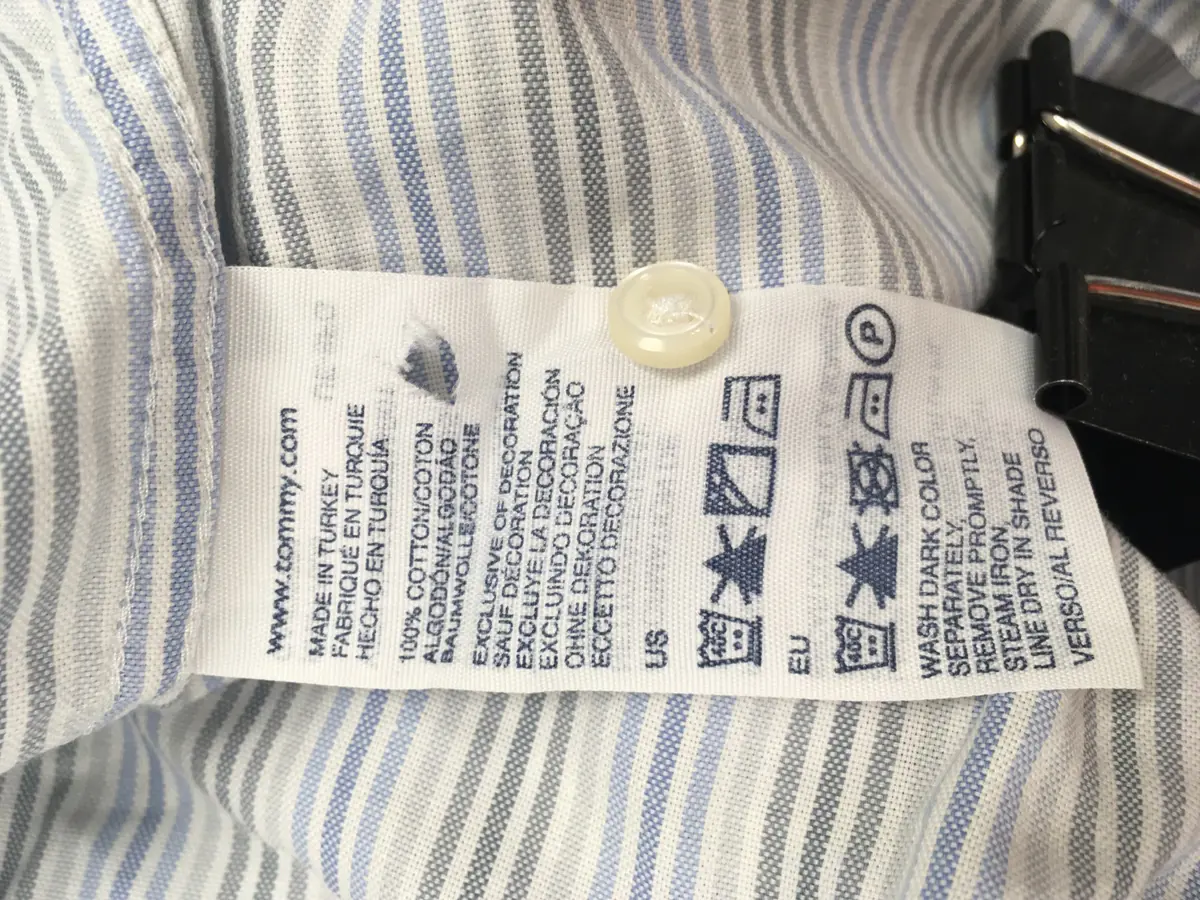 www.tommy.com
MADE IN TURKEY
FABRIQUÉ EN TURQUIE
HECHO EN TURQUÍA
100% COTTON/COTON
ALGODÓN/ALGODÃO
BAUMWOLLE/COTONE
EXCLUSIVE OF DECORATION
SAUF DECORATION
EXCLUYE LA DECORACIÓN
EXCLUINDO DECORAÇÃO
OHNE DEKORATION
ECCETTO DECORAZIONE
US
40C
EU
40C
P
WASH DARK COLOR
SEPARATELY,
REMOVE PROMPTLY,
STEAM IRON
LINE DRY IN SHADE
VERSO/AL REVERSO